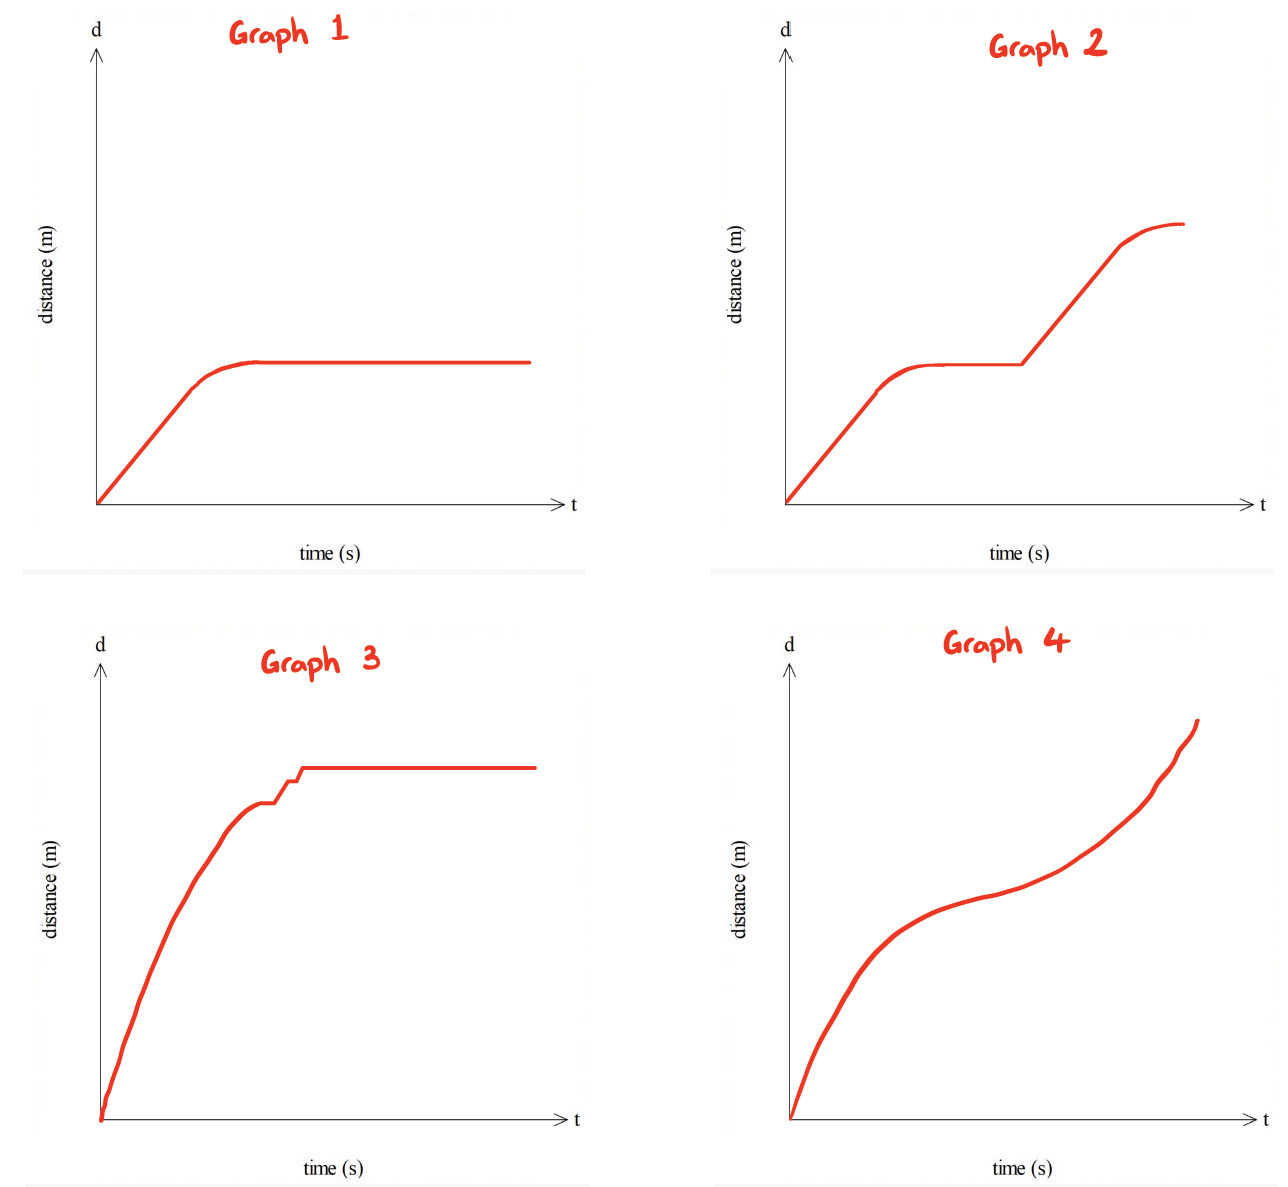 Graph 1
d
distance (m)
t
time (s)
Graph 2
d
distance (m)
t
time (s)
Graph 3
d
distance (m)
t
time (s)
Graph 4
d
distance (m)
t
time (s)